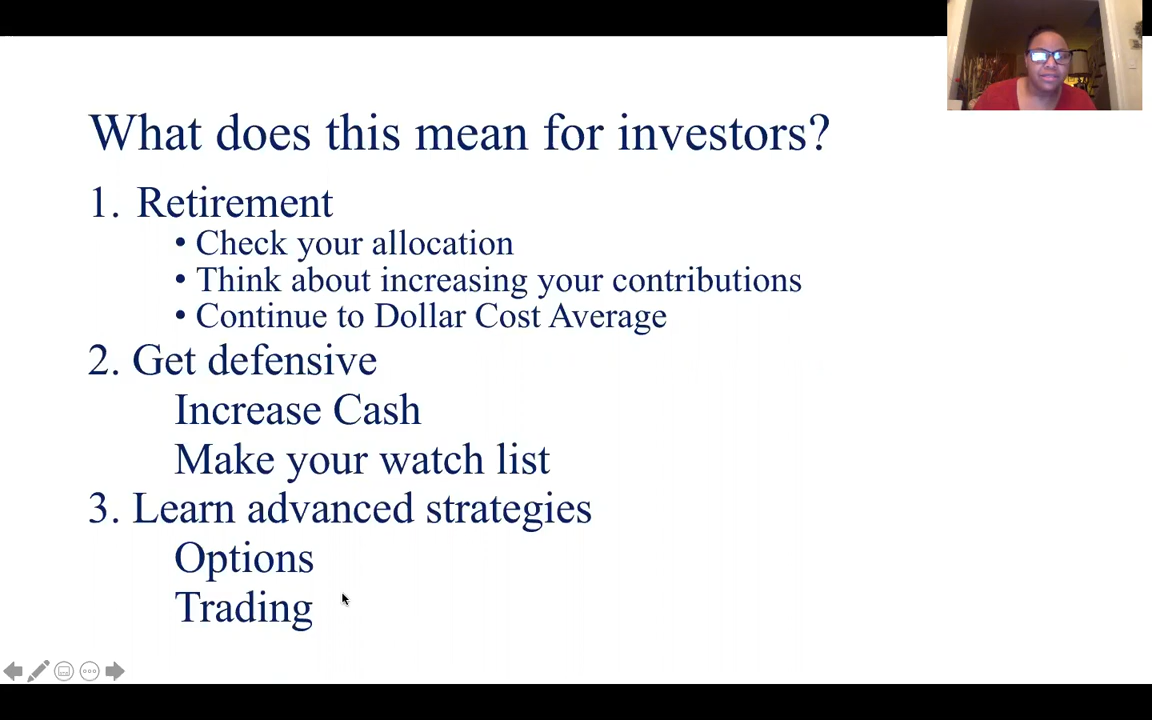 What does this mean for investors?
1. Retirement
• Check your allocation
• Think about increasing your contributions
• Continue to Dollar Cost Average
2. Get defensive
Increase Cash
Make your watch list
3. Learn advanced strategies
Options
Trading